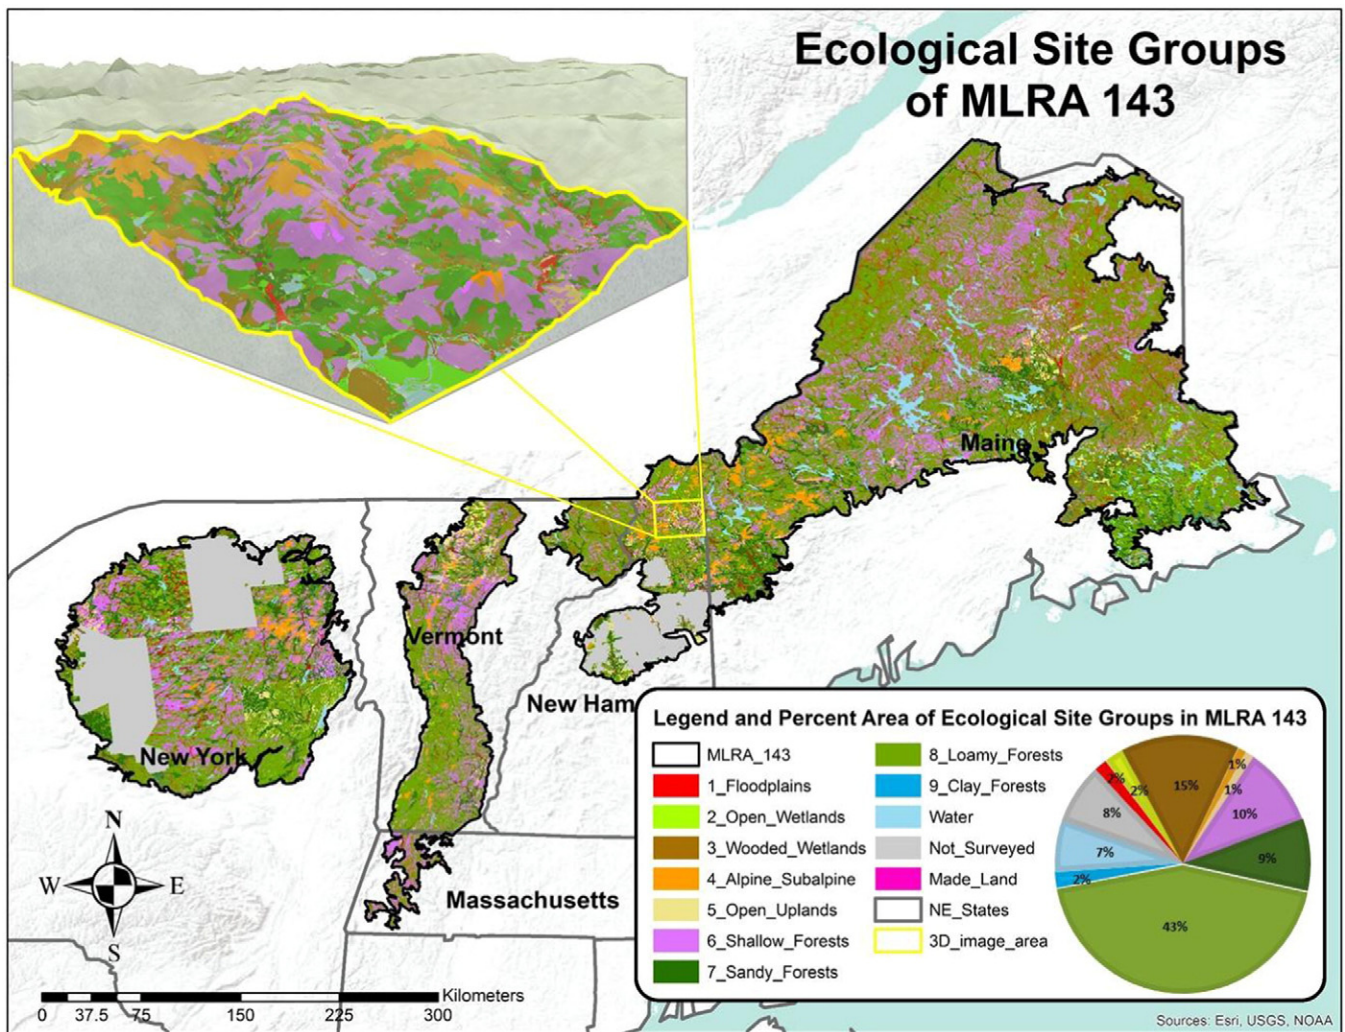 Ecological Site Groups
of MLRA 143
Maine
Vermont
New Ham
New York
Massachusetts
N
W
E
S
0 37.5 75 150 225 300
Kilometers
Legend and Percent Area of Ecological Site Groups in MLRA 143
MLRA_143
1_Floodplains
2_Open_Wetlands
3_Wooded_Wetlands
4_Alpine_Subalpine
5_Open_Uplands
6_Shallow_Forests
7_Sandy_Forests
8_Loamy_Forests
9_Clay_Forests
Water
Not_Surveyed
Made_Land
NE_States
3D_image_area
2%
15%
1%
1%
10%
9%
43%
2%
7%
8%
Sources: Esri, USGS, NOAA